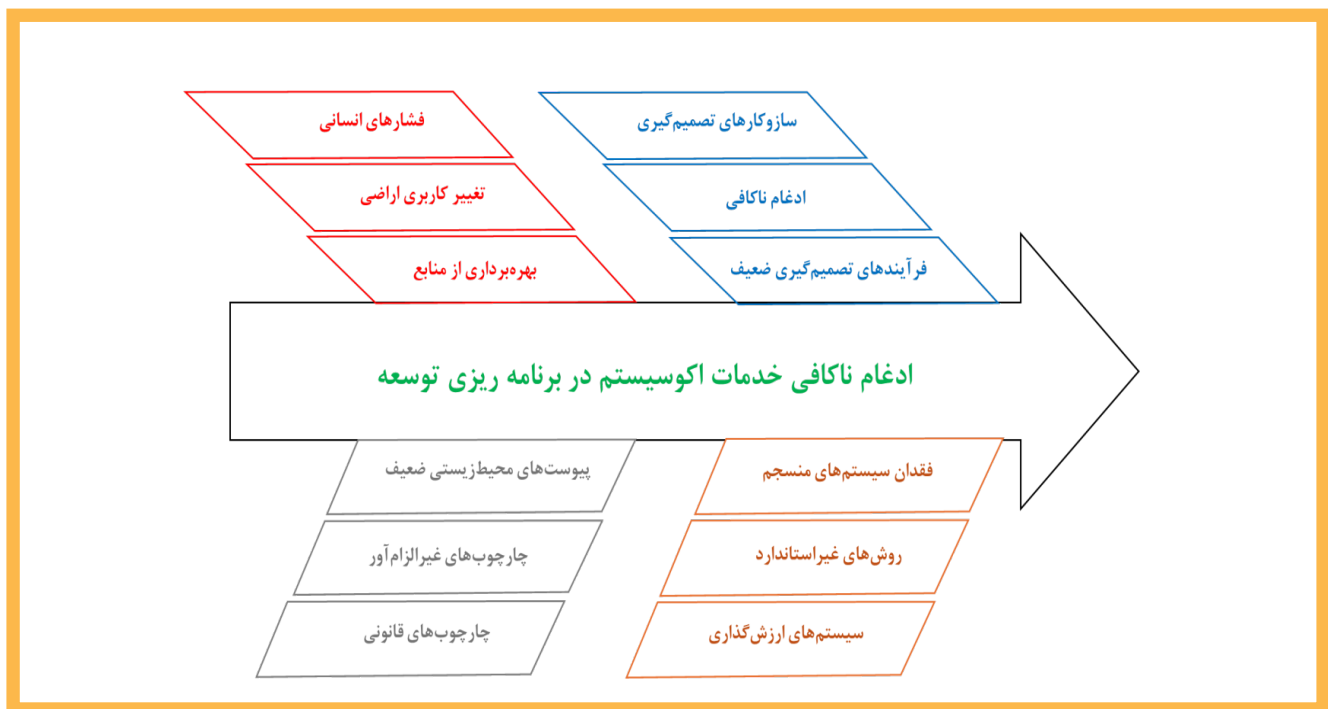 سازوکارهای تصمیم‌گیری
ادغام ناکافی
فرآیندهای تصمیم‌گیری ضعیف
فشارهای انسانی
تغییر کاربری اراضی
بهره‌برداری از منابع
ادغام ناکافی خدمات اکوسیستم در برنامه ریزی توسعه
فقدان سیستم‌های منسجم
روش‌های غیراستاندارد
سیستم‌های ارزش‌گذاری
پیوست‌های محیط‌زیستی ضعیف
چارچوب‌های غیرالزام‌آور
چارچوب‌های قانونی